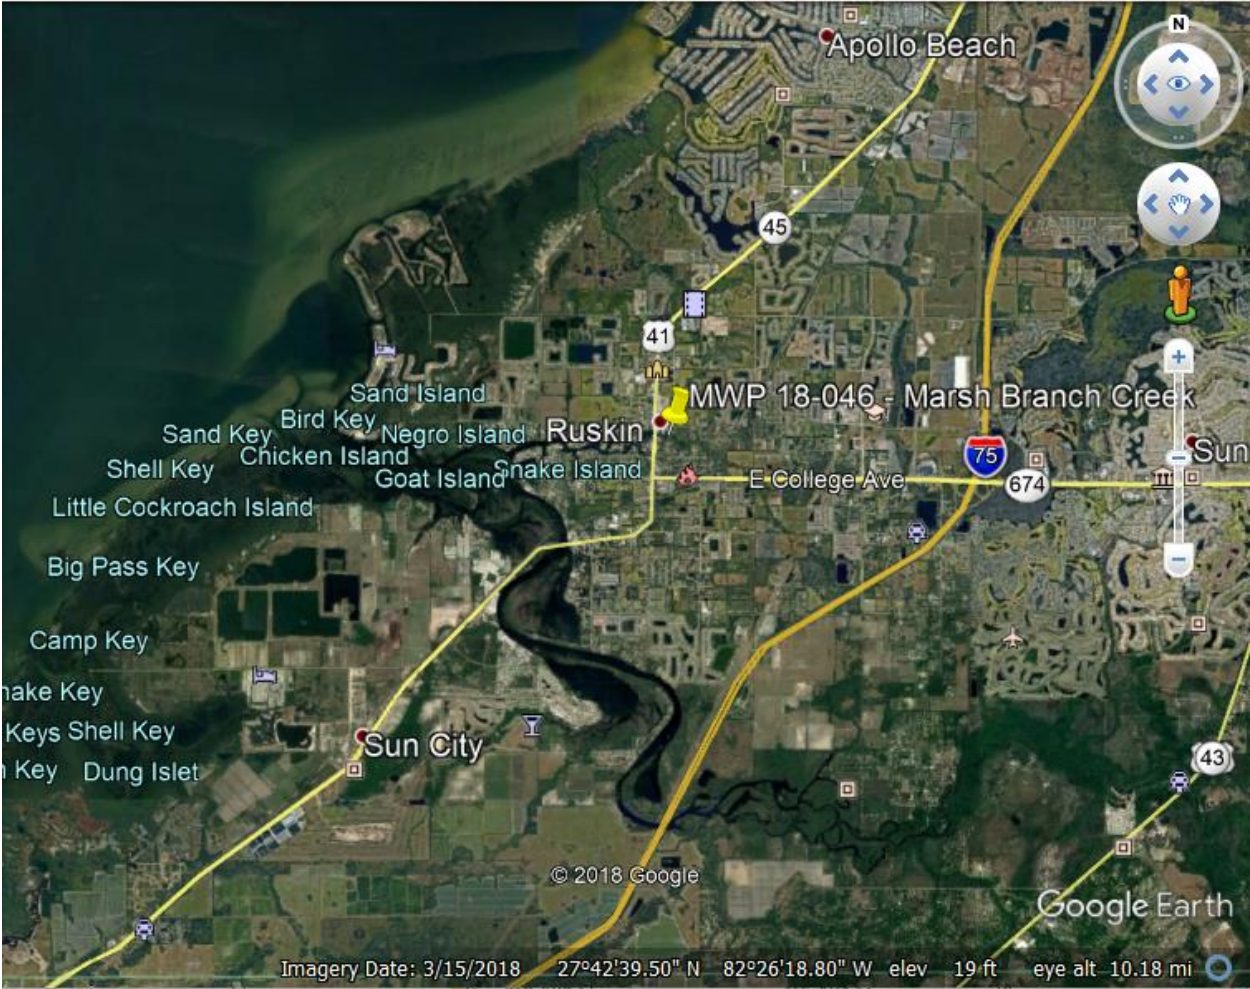 N
Apollo Beach
45
41
Sand Island
MWP 18-046 - Marsh Branch Creek
Bird Key
Sand Key
Negro Island
Ruskin
Chicken Island
75
Sun
Shell Key
Goat Island
Snake Island
E College Ave
674
Little Cockroach Island
Big Pass Key
Camp Key
nake Key
Keys
Shell Key
Sun City
43
Key
Dung Islet
© 2018 Google
Google Earth
Imagery Date: 3/15/2018 27°42'39.50" N 82°26'18.80" W elev 19 ft eye alt 10.18 mi